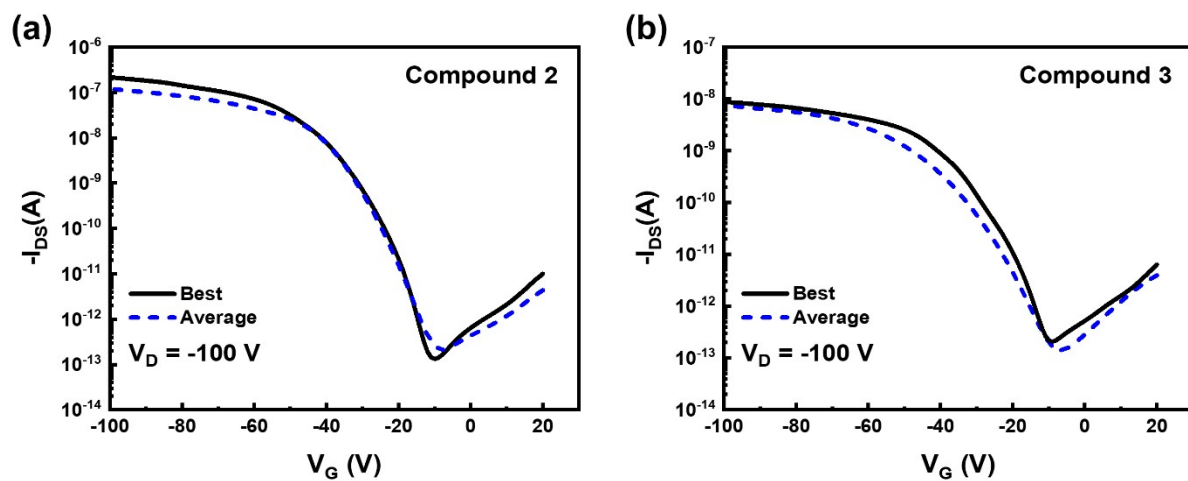 (a)
10^-6
10^-7
10^-8
10^-9
10^-10
10^-11
10^-12
10^-13
10^-14
-I_DS(A)
Compound 2
Best
Average
V_D = -100 V
-100 -80 -60 -40 -20 0 20
V_G (V)
(b)
10^-7
10^-8
10^-9
10^-10
10^-11
10^-12
10^-13
10^-14
-I_DS(A)
Compound 3
Best
Average
V_D = -100 V
-100 -80 -60 -40 -20 0 20
V_G (V)